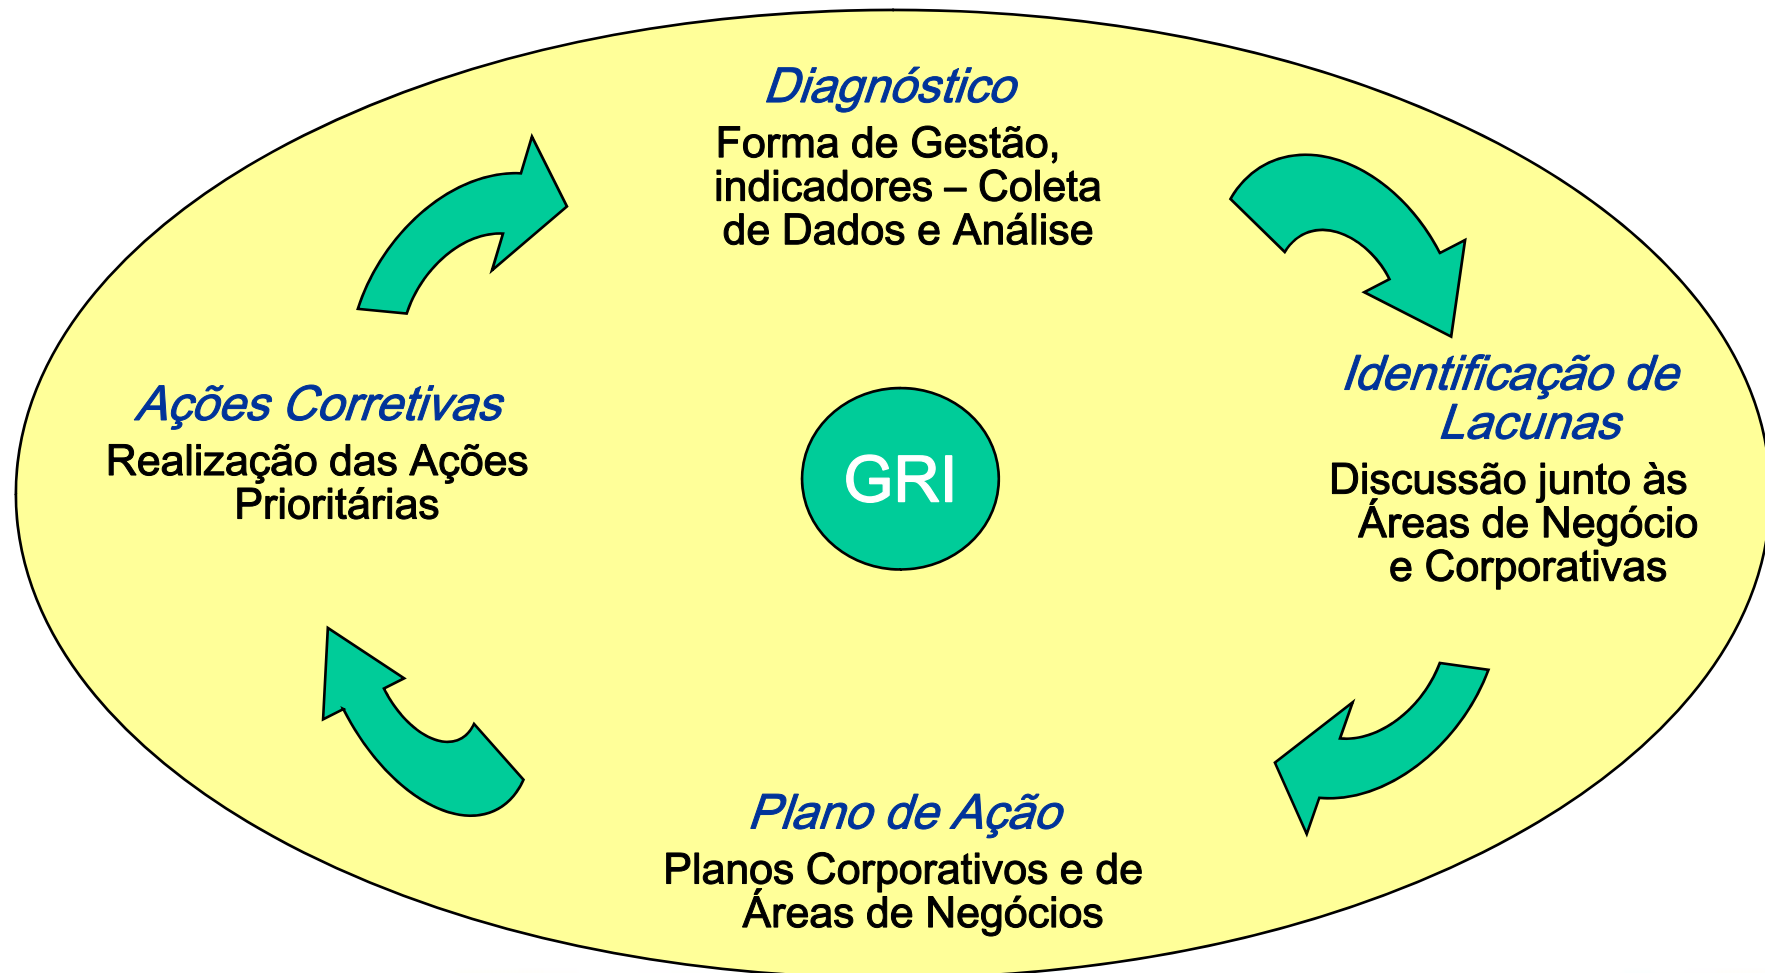 Diagnóstico
Forma de Gestão,
indicadores – Coleta
de Dados e Análise
Identificação de
Lacunas
Discussão junto às
Áreas de Negócio
e Corporativas
Plano de Ação
Planos Corporativos e de
Áreas de Negócios
Ações Corretivas
Realização das Ações
Prioritárias
GRI